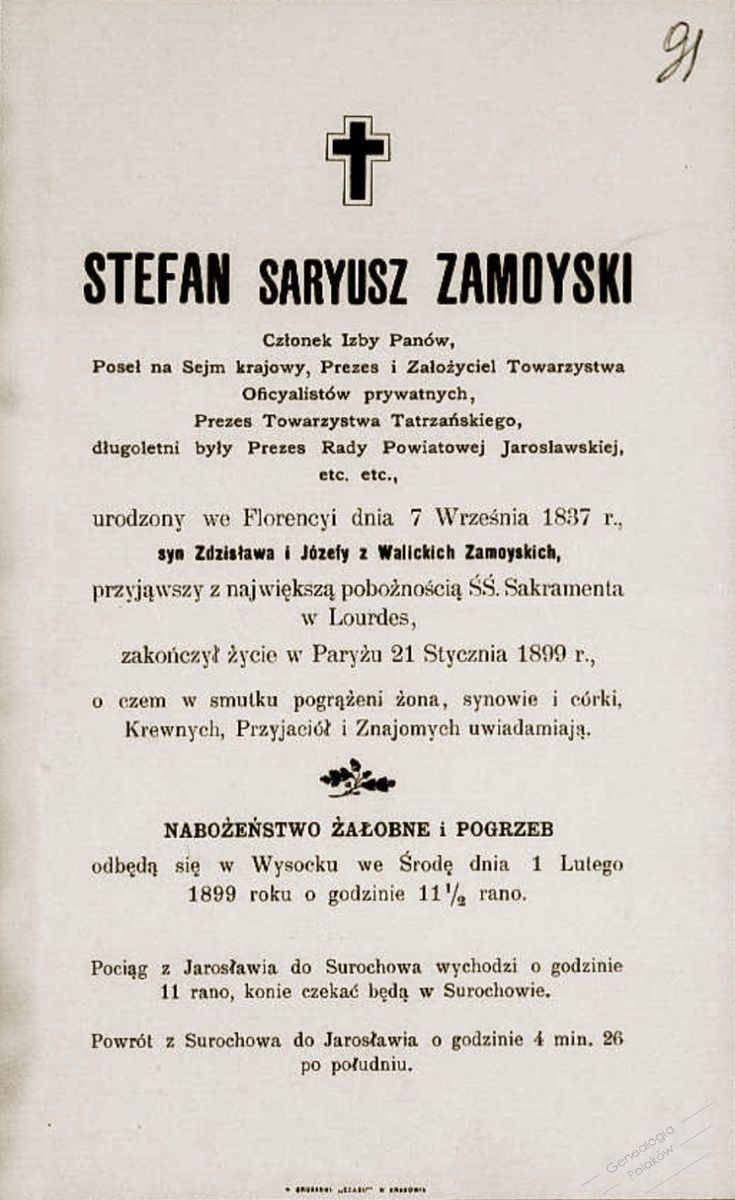 91
STEFAN SARYUSZ ZAMOYSKI
Członek Izby Panów,
Poseł na Sejm krajowy, Prezes i Założyciel Towarzystwa
Oficyalistów prywatnych,
Prezes Towarzystwa Tatrzańskiego,
długoletni były Prezes Rady Powiatowej Jarosławskiej,
etc. etc.,
urodzony we Florencyi dnia 7 Września 1837 r.,
syn Zdzisława i Józefy z Walickich Zamoyskich,
przyjąwszy z największą pobożnością ŚŚ. Sakramenta
w Lourdes,
zakończył życie w Paryżu 21 Stycznia 1899 r.,
o czem w smutku pogrążeni żona, synowie i córki,
Krewnych, Przyjaciół i Znajomych uwiadamiają.
NABOŻEŃSTWO ŻAŁOBNE i POGRZEB
odbędą się w Wysocku we Środę dnia 1 Lutego
1899 roku o godzinie 11 1/2 rano.
Pociąg z Jarosławia do Surochowa wychodzi o godzinie
11 rano, konie czekać będą w Surochowie.
Powrót z Surochowa do Jarosławia o godzinie 4 min. 26
po południu.
Genealogia
Polaków
W DRUKARNI „CZASU" W KRAKOWIE